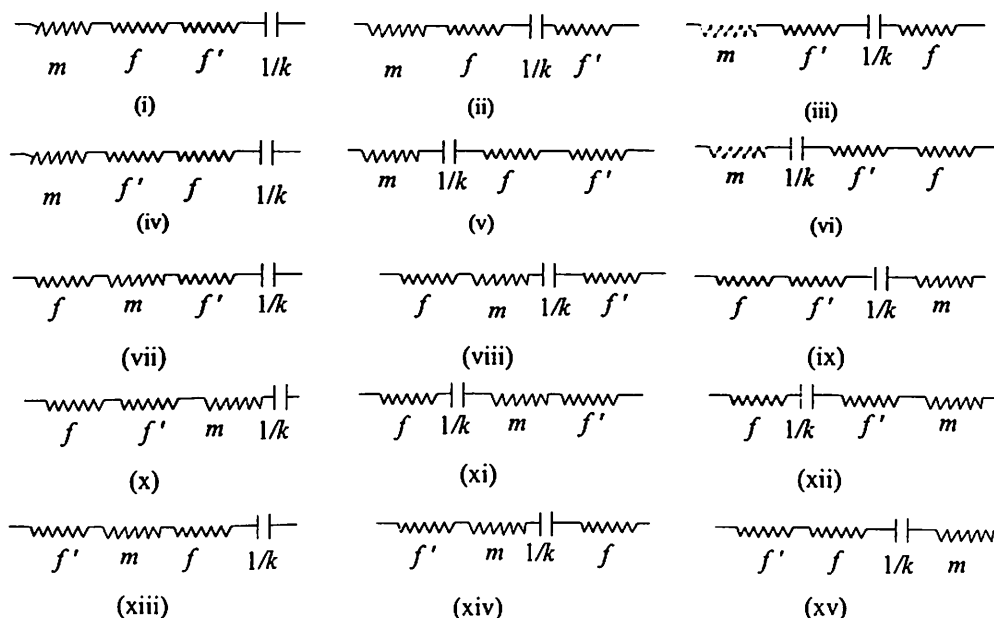 m f f' 1/k m f 1/k f' m f' 1/k f
(i) (ii) (iii)
m f' f 1/k m 1/k f f' m 1/k f' f
(iv) (v) (vi)
f m f' 1/k f m 1/k f' f f' 1/k m
(vii) (viii) (ix)
f f' m 1/k f 1/k m f' f 1/k f' m
(x) (xi) (xii)
f' m f 1/k f' m 1/k f f' f 1/k m
(xiii) (xiv) (xv)